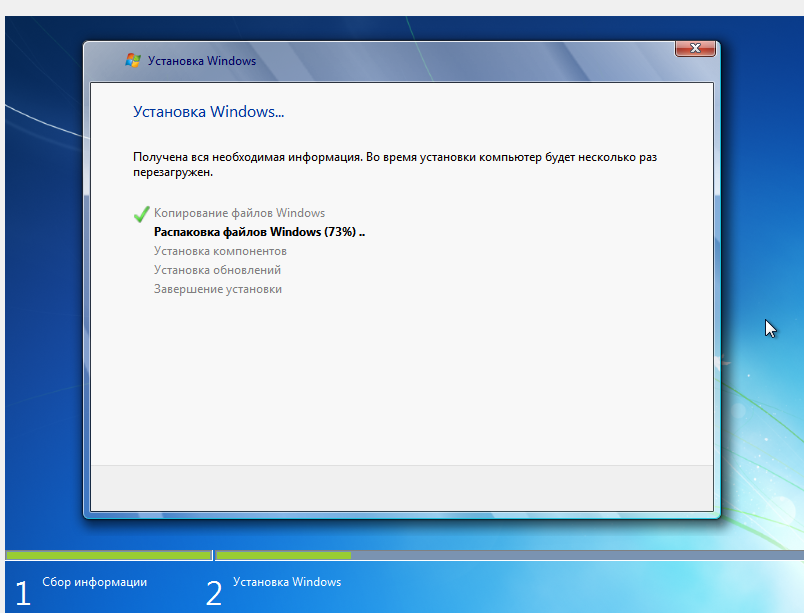 Установка Windows
Установка Windows...
Получена вся необходимая информация. Во время установки компьютер будет несколько раз
перезагружен.
Копирование файлов Windows
Распаковка файлов Windows (73%) ..
Установка компонентов
Установка обновлений
Завершение установки
1 Сбор информации
2 Установка Windows